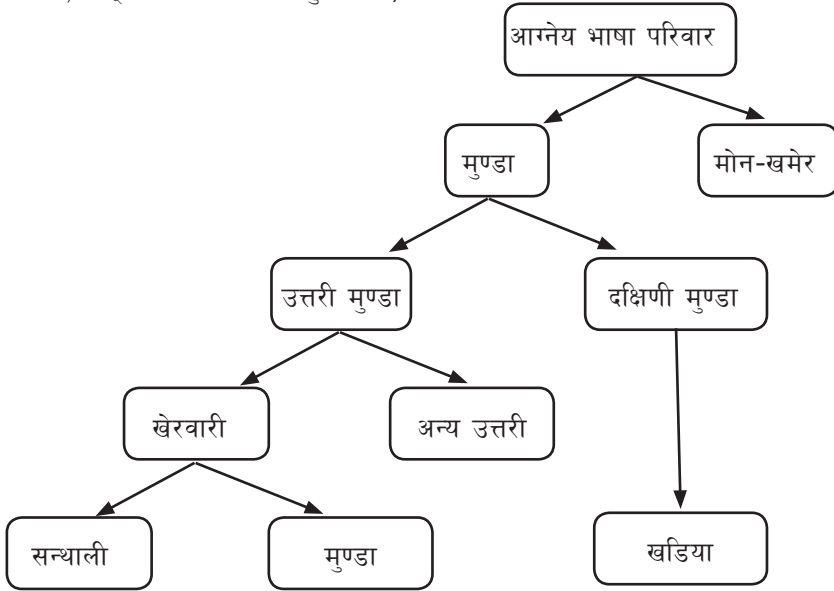 आग्नेय भाषा परिवार
मुण्डा
मोन-खमेर
उत्तरी मुण्डा
दक्षिणी मुण्डा
खेरवारी
अन्य उत्तरी
सन्थाली
मुण्डा
खडिया